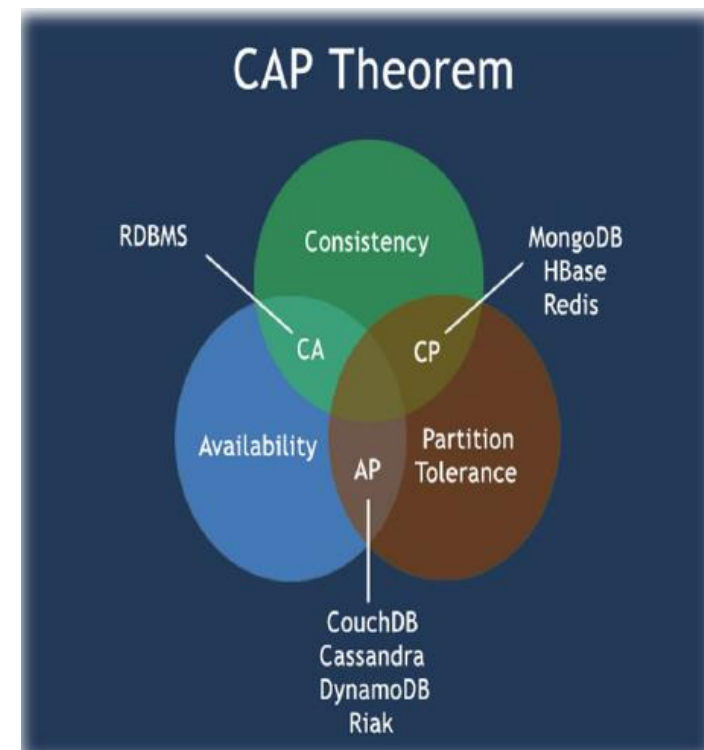 CAP Theorem
RDBMS
Consistency
MongoDB
HBase
Redis
CA
CP
Availability
AP
Partition
Tolerance
CouchDB
Cassandra
DynamoDB
Riak